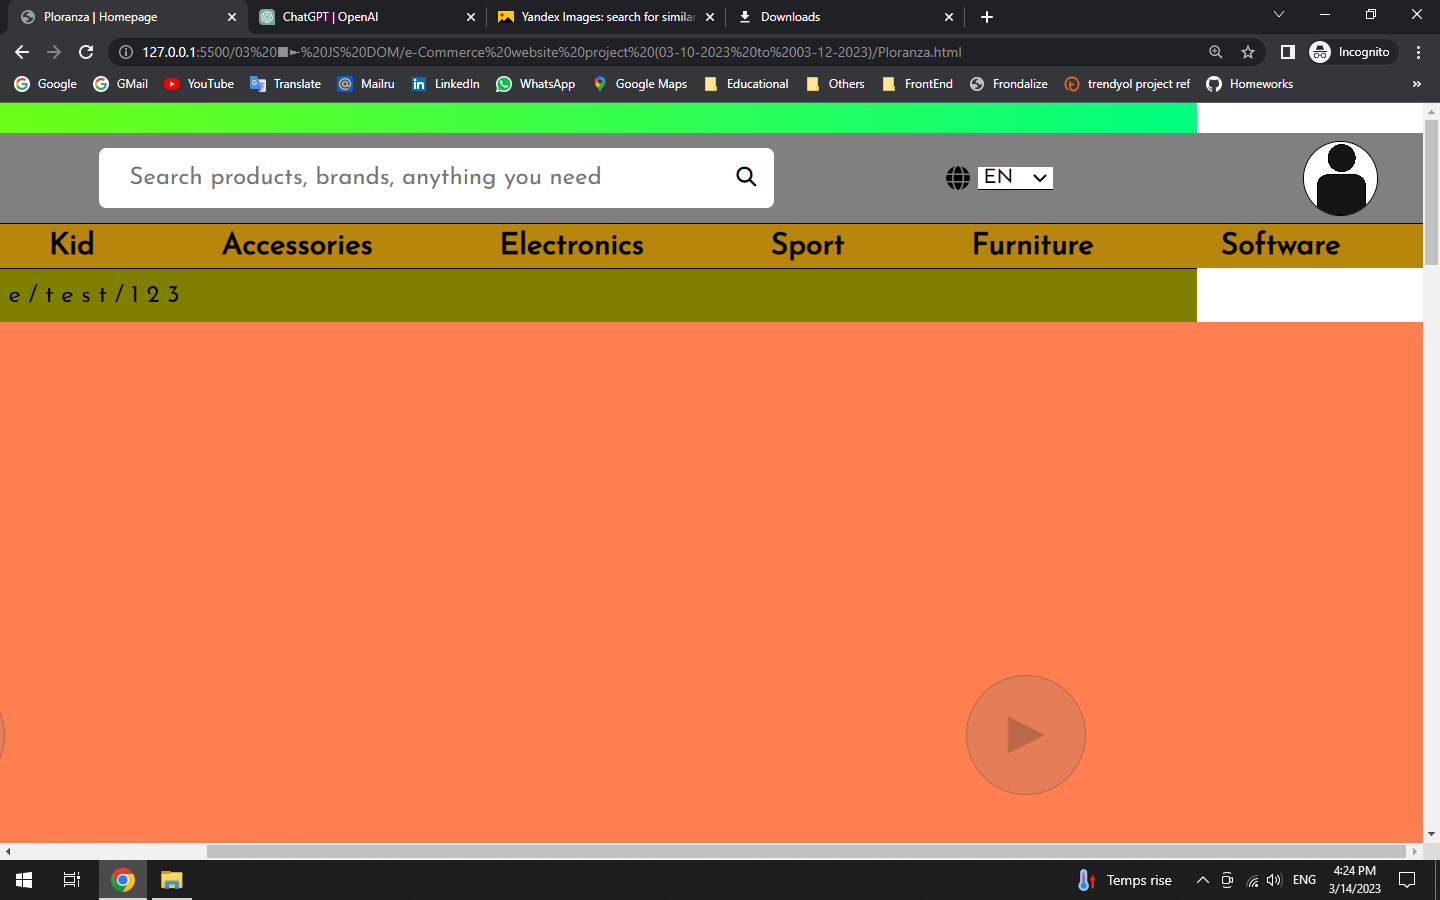 Ploranza | Homepage
ChatGPT | OpenAI
Yandex Images: search for similar
Downloads
127.0.0.1:5500/03%20■►-%20JS%20DOM/e-Commerce%20website%20project%20(03-10-2023%20to%2003-12-2023)/Ploranza.html
Incognito
Google
GMail
YouTube
Translate
Mailru
LinkedIn
WhatsApp
Google Maps
Educational
Others
FrontEnd
Frondalize
trendyol project ref
Homeworks
»
Search products, brands, anything you need
EN
Kid
Accessories
Electronics
Sport
Furniture
Software
e/test/123
Temps rise
ENG
4:24 PM
3/14/2023